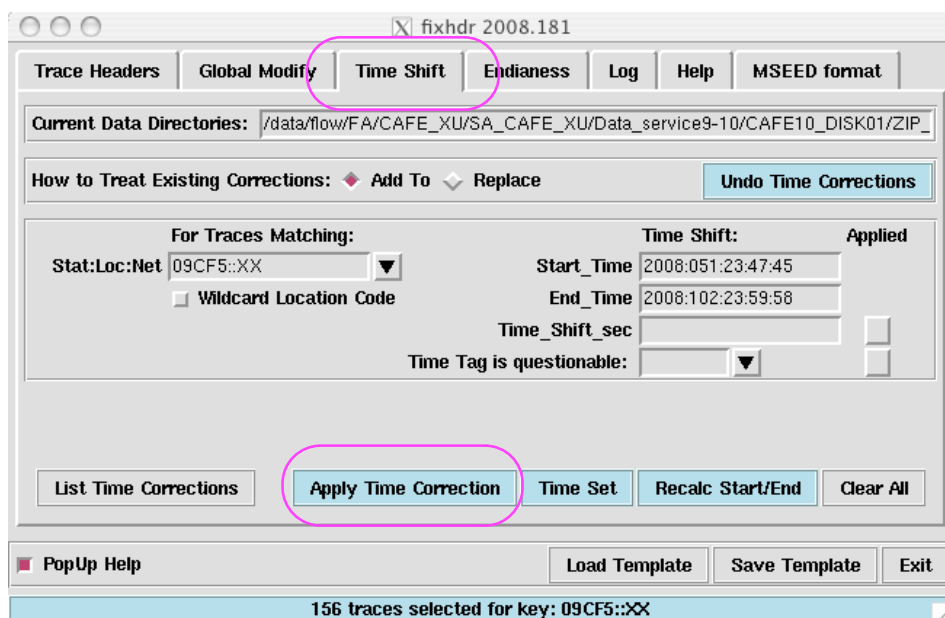 fixhdr 2008.181
Trace Headers Global Modify Time Shift Endianess Log Help MSEED format
Current Data Directories: /data/flow/FA/CAFE_XU/SA_CAFE_XU/Data_service9-10/CAFE10_DISK01/ZIP_
How to Treat Existing Corrections: Add To Replace Undo Time Corrections
For Traces Matching: Time Shift: Applied
Stat:Loc:Net 09CF5::XX Start_Time 2008:051:23:47:45
Wildcard Location Code End_Time 2008:102:23:59:58
Time_Shift_sec
Time Tag is questionable:
List Time Corrections Apply Time Correction Time Set Recalc Start/End Clear All
PopUp Help Load Template Save Template Exit
156 traces selected for key: 09CF5::XX